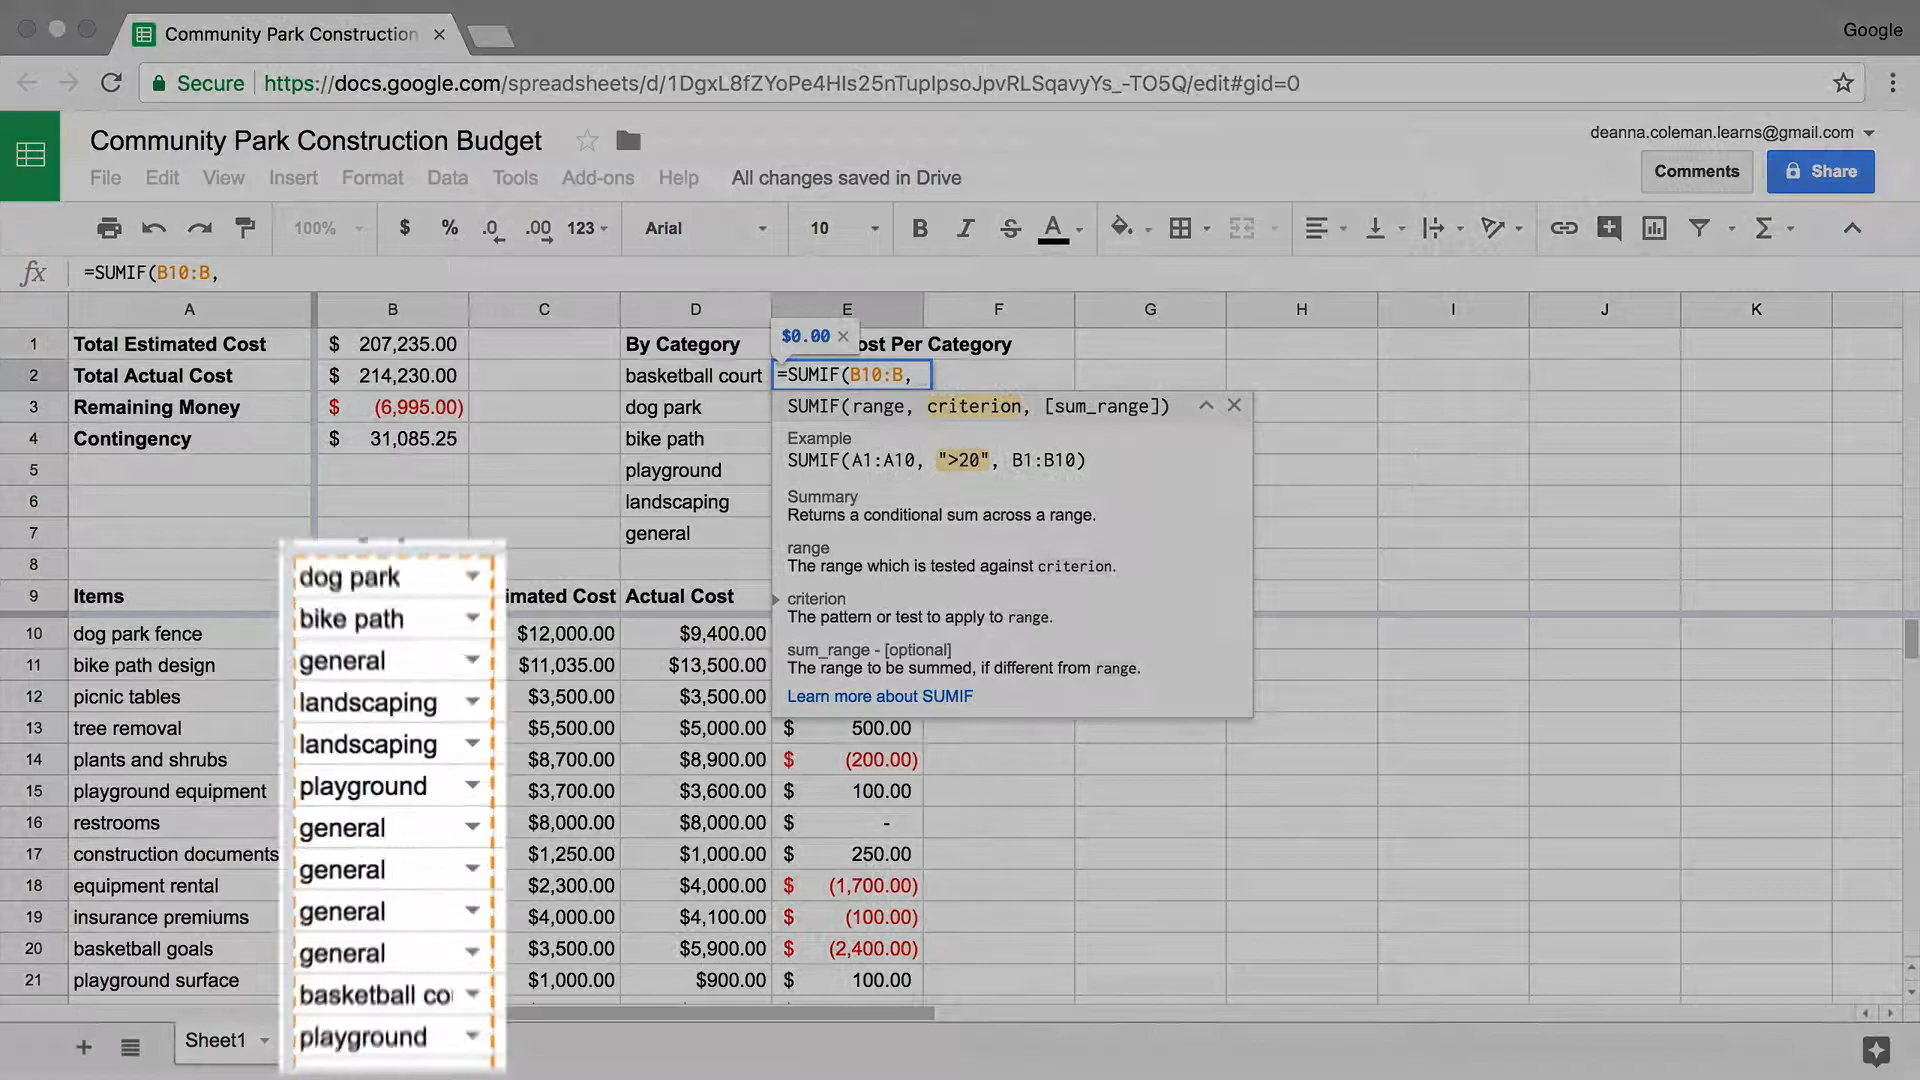 Community Park Construction
Google
Secure https://docs.google.com/spreadsheets/d/1DgxL8fZYoPe4HIs25nTupIpsoJpvRLSqavyYs_-TO5Q/edit#gid=0
Community Park Construction Budget
deanna.coleman.learns@gmail.com
File Edit View Insert Format Data Tools Add-ons Help All changes saved in Drive
Comments Share
100% $ % .0 .00 123 Arial 10 B I S A
fx =SUMIF(B10:B,
A B C D E F G H I J K
1 Total Estimated Cost $ 207,235.00 By Category $0.00 ost Per Category
2 Total Actual Cost $ 214,230.00 basketball court =SUMIF(B10:B,
3 Remaining Money $ (6,995.00) dog park SUMIF(range, criterion, [sum_range])
4 Contingency $ 31,085.25 bike path Example
SUMIF(A1:A10, ">20", B1:B10)
5 playground
6 landscaping Summary
Returns a conditional sum across a range.
7 general
range
8 The range which is tested against criterion.
9 Items imated Cost Actual Cost criterion
The pattern or test to apply to range.
sum_range - [optional]
The range to be summed, if different from range.
Learn more about SUMIF
dog park
bike path
general
landscaping
landscaping
playground
general
general
general
general
basketball co
playground
10 dog park fence $12,000.00 $9,400.00
11 bike path design $11,035.00 $13,500.00
12 picnic tables $3,500.00 $3,500.00
13 tree removal $5,500.00 $5,000.00 $ 500.00
14 plants and shrubs $8,700.00 $8,900.00 $ (200.00)
15 playground equipment $3,700.00 $3,600.00 $ 100.00
16 restrooms $8,000.00 $8,000.00 $ -
17 construction documents $1,250.00 $1,000.00 $ 250.00
18 equipment rental $2,300.00 $4,000.00 $ (1,700.00)
19 insurance premiums $4,000.00 $4,100.00 $ (100.00)
20 basketball goals $3,500.00 $5,900.00 $ (2,400.00)
21 playground surface $1,000.00 $900.00 $ 100.00
Sheet1